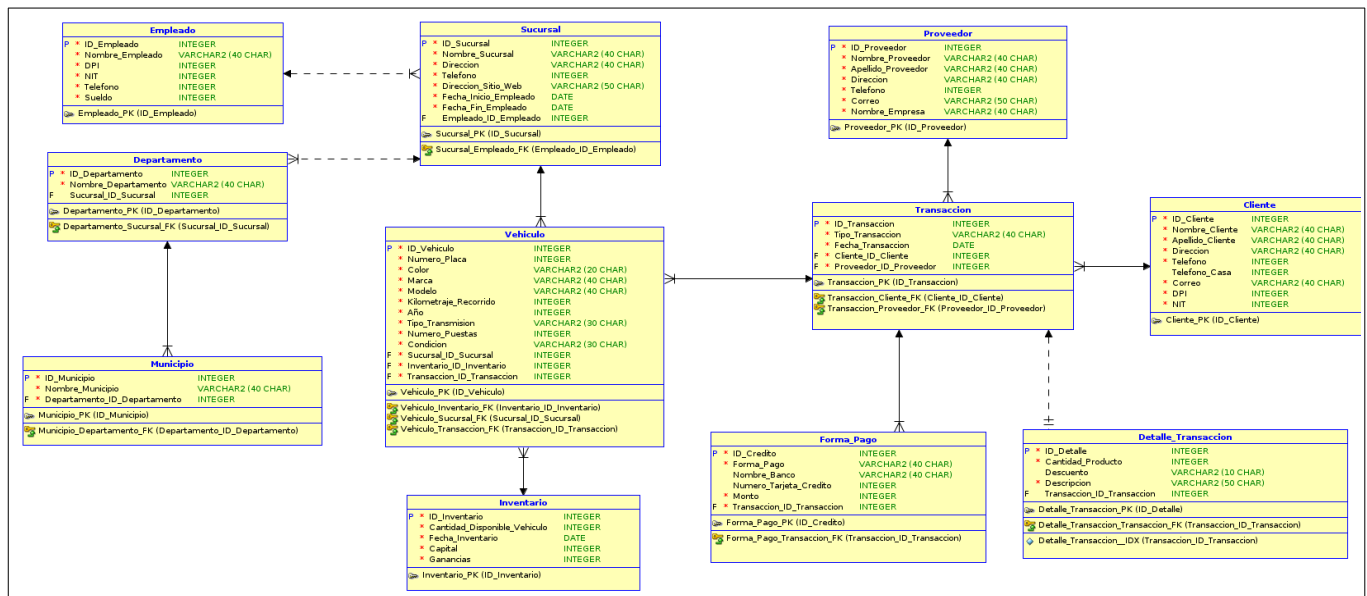 Empleado
P * ID_Empleado INTEGER
* Nombre_Empleado VARCHAR2 (40 CHAR)
* DPI INTEGER
* NIT INTEGER
* Telefono INTEGER
* Sueldo INTEGER
Empleado_PK (ID_Empleado)
Sucursal
P * ID_Sucursal INTEGER
* Nombre_Sucursal VARCHAR2 (40 CHAR)
* Direccion VARCHAR2 (40 CHAR)
* Telefono INTEGER
* Direccion_Sitio_Web VARCHAR2 (50 CHAR)
* Fecha_Inicio_Empleado DATE
* Fecha_Fin_Empleado DATE
F Empleado_ID_Empleado INTEGER
Sucursal_PK (ID_Sucursal)
Sucursal_Empleado_FK (Empleado_ID_Empleado)
Proveedor
P * ID_Proveedor INTEGER
* Nombre_Proveedor VARCHAR2 (40 CHAR)
* Apellido_Proveedor VARCHAR2 (40 CHAR)
* Direccion VARCHAR2 (40 CHAR)
* Telefono INTEGER
* Correo VARCHAR2 (50 CHAR)
* Nombre_Empresa VARCHAR2 (40 CHAR)
Proveedor_PK (ID_Proveedor)
Departamento
P * ID_Departamento INTEGER
* Nombre_Departamento VARCHAR2 (40 CHAR)
F Sucursal_ID_Sucursal INTEGER
Departamento_PK (ID_Departamento)
Departamento_Sucursal_FK (Sucursal_ID_Sucursal)
Vehiculo
P * ID_Vehiculo INTEGER
* Numero_Placa INTEGER
* Color VARCHAR2 (20 CHAR)
* Marca VARCHAR2 (40 CHAR)
* Modelo VARCHAR2 (40 CHAR)
* Kilometraje_Recorrido INTEGER
* Año INTEGER
* Tipo_Transmision VARCHAR2 (30 CHAR)
* Numero_Puestas INTEGER
* Condicion VARCHAR2 (30 CHAR)
F * Sucursal_ID_Sucursal INTEGER
F * Inventario_ID_Inventario INTEGER
F * Transaccion_ID_Transaccion INTEGER
Vehiculo_PK (ID_Vehiculo)
Vehiculo_Inventario_FK (Inventario_ID_Inventario)
Vehiculo_Sucursal_FK (Sucursal_ID_Sucursal)
Vehiculo_Transaccion_FK (Transaccion_ID_Transaccion)
Transaccion
P * ID_Transaccion INTEGER
* Tipo_Transaccion VARCHAR2 (40 CHAR)
* Fecha_Transaccion DATE
F * Cliente_ID_Cliente INTEGER
F * Proveedor_ID_Proveedor INTEGER
Transaccion_PK (ID_Transaccion)
Transaccion_Cliente_FK (Cliente_ID_Cliente)
Transaccion_Proveedor_FK (Proveedor_ID_Proveedor)
Cliente
P * ID_Cliente INTEGER
* Nombre_Cliente VARCHAR2 (40 CHAR)
* Apellido_Cliente VARCHAR2 (40 CHAR)
* Direccion VARCHAR2 (40 CHAR)
* Telefono INTEGER
Telefono_Casa INTEGER
* Correo VARCHAR2 (40 CHAR)
* DPI INTEGER
* NIT INTEGER
Cliente_PK (ID_Cliente)
Municipio
P * ID_Municipio INTEGER
* Nombre_Municipio VARCHAR2 (40 CHAR)
F * Departamento_ID_Departamento INTEGER
Municipio_PK (ID_Municipio)
Municipio_Departamento_FK (Departamento_ID_Departamento)
Inventario
P * ID_Inventario INTEGER
* Cantidad_Disponible_Vehiculo INTEGER
* Fecha_Inventario DATE
* Capital INTEGER
* Ganancias INTEGER
Inventario_PK (ID_Inventario)
Forma_Pago
P * ID_Credito INTEGER
* Forma_Pago VARCHAR2 (40 CHAR)
Nombre_Banco VARCHAR2 (40 CHAR)
Numero_Tarjeta_Credito INTEGER
* Monto INTEGER
F * Transaccion_ID_Transaccion INTEGER
Forma_Pago_PK (ID_Credito)
Forma_Pago_Transaccion_FK (Transaccion_ID_Transaccion)
Detalle_Transaccion
P * ID_Detalle INTEGER
* Cantidad_Producto INTEGER
Descuento VARCHAR2 (10 CHAR)
* Descripcion VARCHAR2 (50 CHAR)
F Transaccion_ID_Transaccion INTEGER
Detalle_Transaccion_PK (ID_Detalle)
Detalle_Transaccion_Transaccion_FK (Transaccion_ID_Transaccion)
Detalle_Transaccion__IDX (Transaccion_ID_Transaccion)